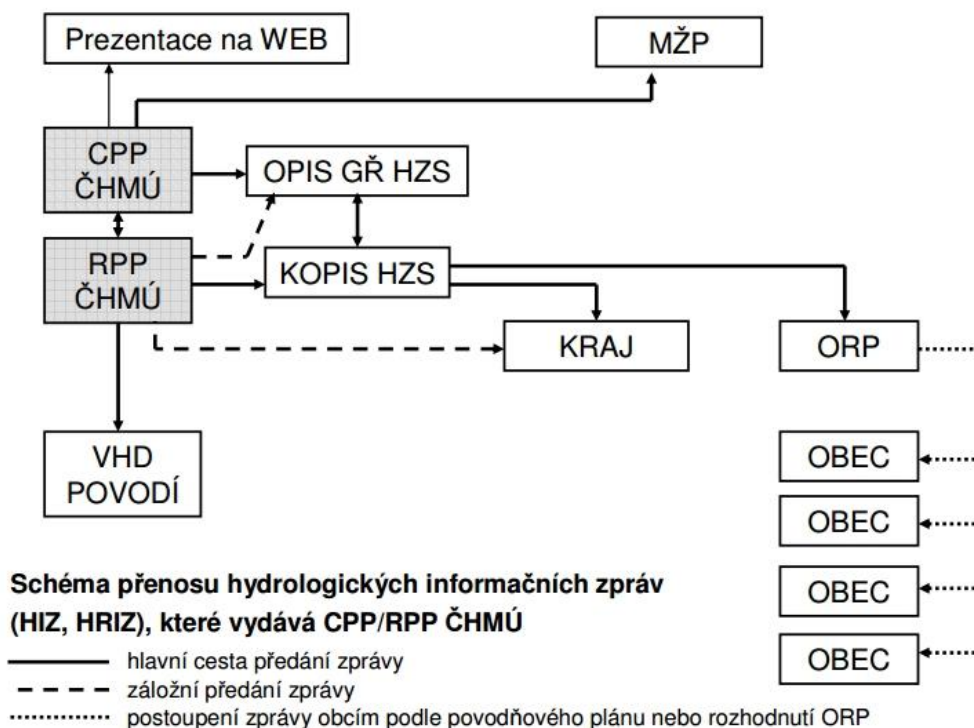 Prezentace na WEB
MŽP
CPP
ČHMÚ
OPIS GŘ HZS
RPP
ČHMÚ
KOPIS HZS
KRAJ
ORP
VHD
POVODÍ
OBEC
OBEC
OBEC
OBEC
Schéma přenosu hydrologických informačních zpráv
(HIZ, HRIZ), které vydává CPP/RPP ČHMÚ
hlavní cesta předání zprávy
záložní předání zprávy
postoupení zprávy obcím podle povodňového plánu nebo rozhodnutí ORP